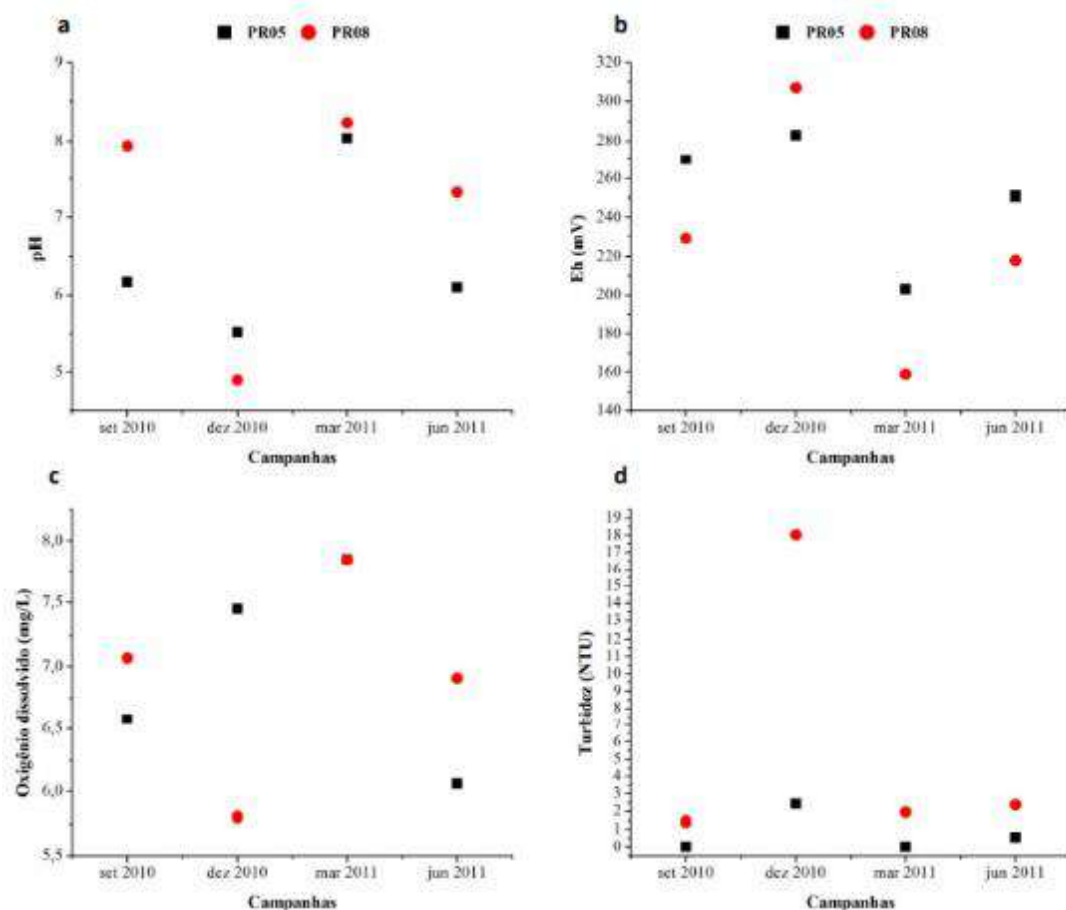 a
PR05 PR08
9
8
7
6
5
pH
set 2010 dez 2010 mar 2011 jun 2011
Campanhas
b
PR05 PR08
320
300
280
260
240
220
200
180
160
140
Eh (mV)
set 2010 dez 2010 mar 2011 jun 2011
Campanhas
c
8,0
7,5
7,0
6,5
6,0
5,5
Oxigênio dissolvido (mg/L)
set 2010 dez 2010 mar 2011 jun 2011
Campanhas
d
19
18
17
16
15
14
13
12
11
10
9
8
7
6
5
4
3
2
1
0
Turbidez (NTU)
set 2010 dez 2010 mar 2011 jun 2011
Campanhas